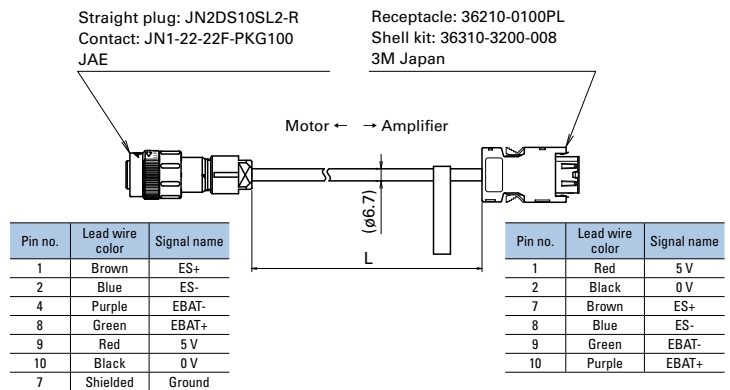 Straight plug: JN2DS10SL2-R
Contact: JN1-22-22F-PKG100
JAE
Receptacle: 36210-0100PL
Shell kit: 36310-3200-008
3M Japan
Motor ← → Amplifier
(ø6.7)
L
Pin no. Lead wire color Signal name
1 Brown ES+
2 Blue ES-
4 Purple EBAT-
8 Green EBAT+
9 Red 5 V
10 Black 0 V
7 Shielded Ground
Pin no. Lead wire color Signal name
1 Red 5 V
2 Black 0 V
7 Brown ES+
8 Blue ES-
9 Green EBAT-
10 Purple EBAT+